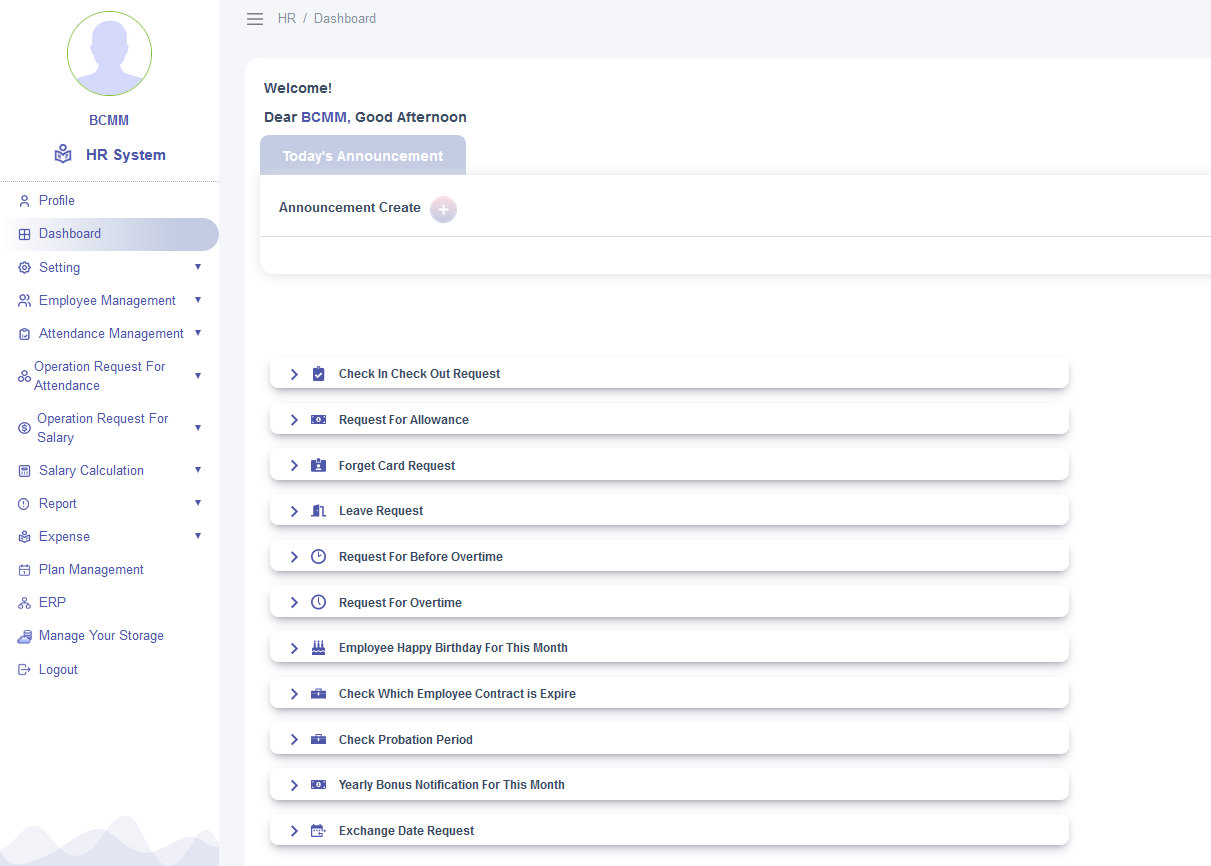 HR / Dashboard
BCMM
HR System
Profile
Dashboard
Setting
Employee Management
Attendance Management
Operation Request For
Attendance
Operation Request For
Salary
Salary Calculation
Report
Expense
Plan Management
ERP
Manage Your Storage
Logout
Welcome!
Dear BCMM, Good Afternoon
Today's Announcement
Announcement Create
Check In Check Out Request
Request For Allowance
Forget Card Request
Leave Request
Request For Before Overtime
Request For Overtime
Employee Happy Birthday For This Month
Check Which Employee Contract is Expire
Check Probation Period
Yearly Bonus Notification For This Month
Exchange Date Request